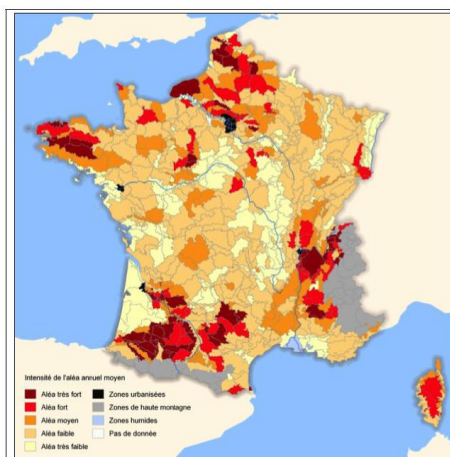 Intensité de l'aléa annuel moyen
Aléa très fort
Aléa fort
Aléa moyen
Aléa faible
Aléa très faible
Zones urbanisées
Zones de haute montagne
Zones humides
Pas de donnée